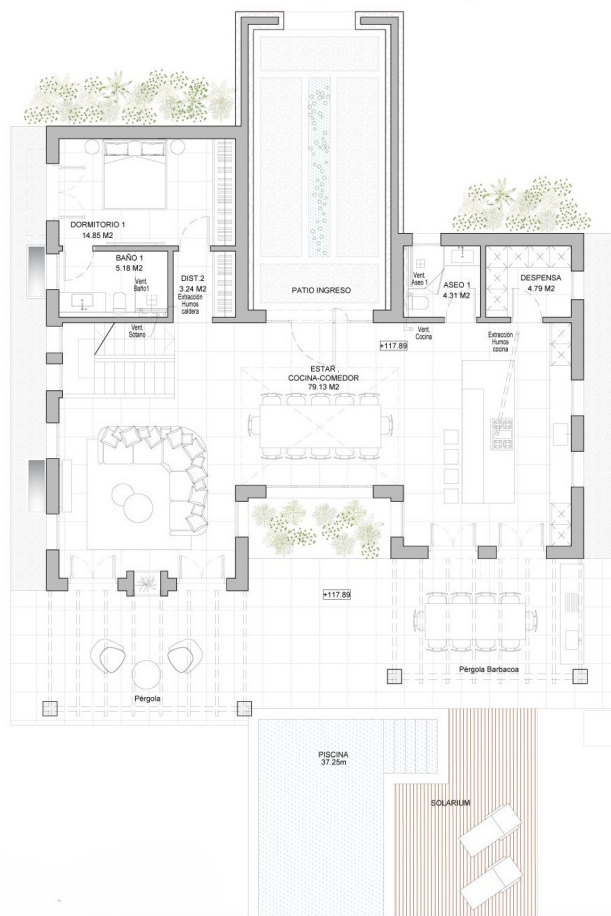 DORMITORIO 1
14.85 M2
BAÑO 1
5.18 M2
Vent.
Baño1
DIST.2
3.24 M2
Extracción
Humos
caldera
Vent.
Sótano
PATIO INGRESO
Vent.
Aseo 1
ASEO 1
4.31 M2
DESPENSA
4.79 M2
Vent.
Cocina
Extracción
Humos
cocina
+117.89
ESTAR ,
COCINA-COMEDOR
79.13 M2
+117.89
Pérgola
Pérgola Barbacoa
PISCINA
37.25m
SOLARIUM